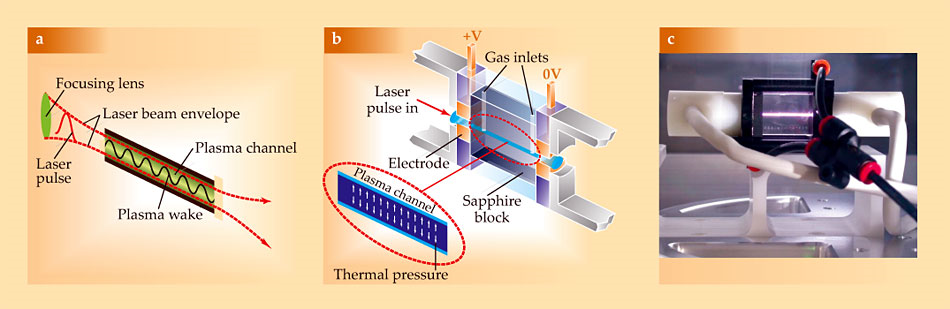 a
Focusing lens
Laser beam envelope
Laser
pulse
Plasma channel
Plasma wake
b
+V
Gas inlets
0V
Laser
pulse in
Electrode
Plasma channel
Sapphire
block
Thermal pressure
c